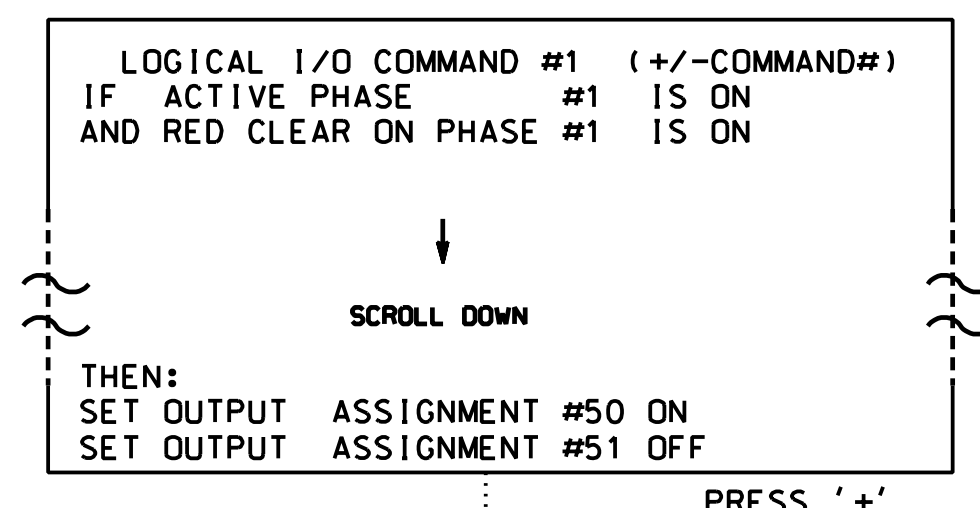 LOGICAL I/O COMMAND #1 (+/-COMMAND#)
IF ACTIVE PHASE #1 IS ON
AND RED CLEAR ON PHASE #1 IS ON
SCROLL DOWN
THEN:
SET OUTPUT ASSIGNMENT #50 ON
SET OUTPUT ASSIGNMENT #51 OFF
PRESS '+'